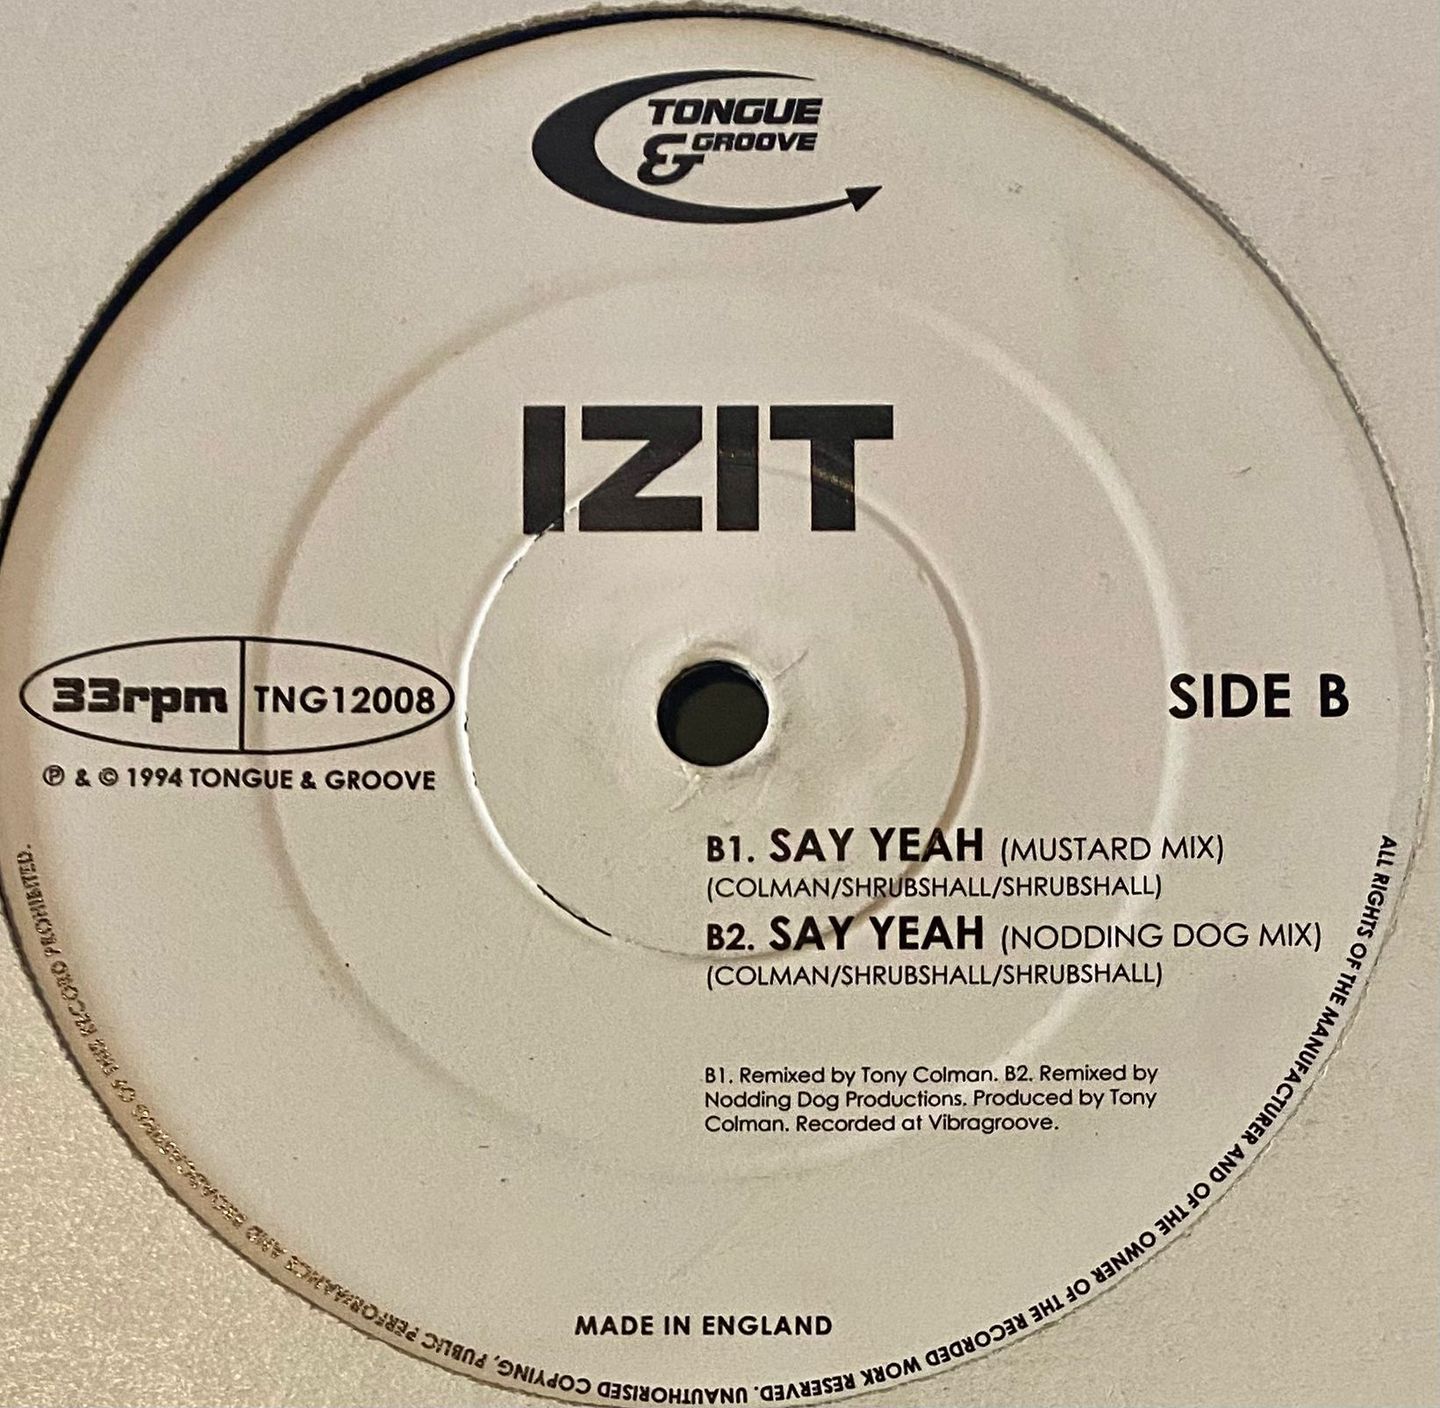 TONGUE
& GROOVE
IZIT
33rpm TNG12008
℗ & © 1994 TONGUE & GROOVE
SIDE B
B1. SAY YEAH (MUSTARD MIX)
(COLMAN/SHRUBSHALL/SHRUBSHALL)
B2. SAY YEAH (NODDING DOG MIX)
(COLMAN/SHRUBSHALL/SHRUBSHALL)
B1. Remixed by Tony Colman. B2. Remixed by
Nodding Dog Productions. Produced by Tony
Colman. Recorded at Vibragroove.
MADE IN ENGLAND
ALL RIGHTS OF THE MANUFACTURER AND OF THE OWNER OF THE RECORDED WORK RESERVED. UNAUTHORISED COPYING, PUBLIC PERFORMANCE AND BROADCASTING OF THIS RECORD PROHIBITED.